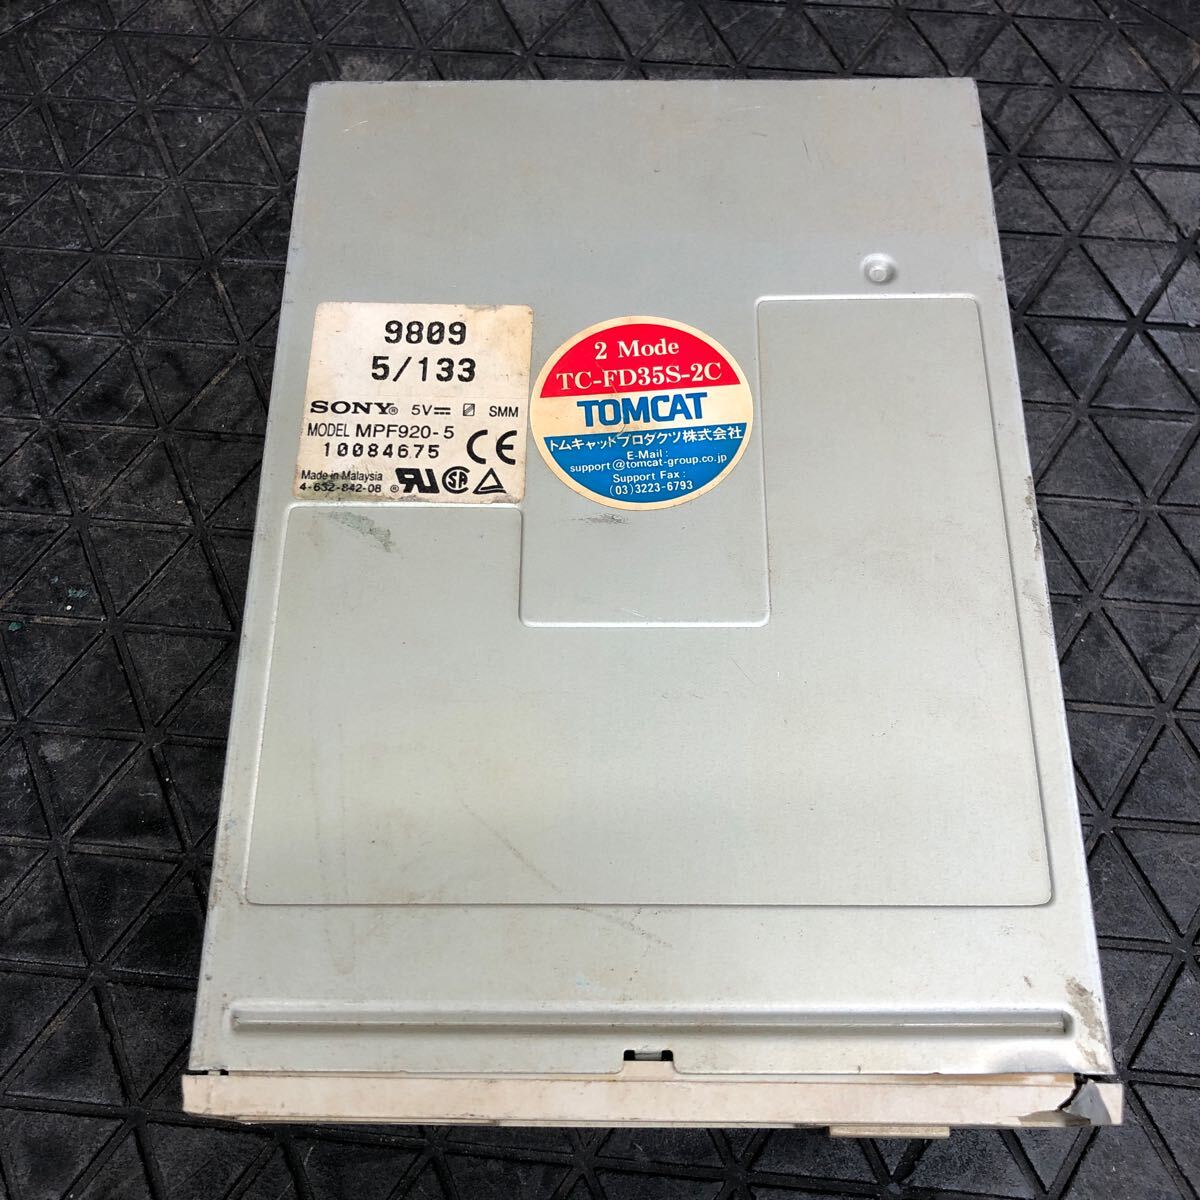 9809
5/133
SONY® 5V SMM
MODEL MPF920-5
10084675 CE
Made in Malaysia
4-632-842-08 ®
2 Mode
TC-FD35S-2C
TOMCAT
トムキャットプロダクツ株式会社
E-Mail:
support@tomcat-group.co.jp
Support Fax:
(03)3223-6793